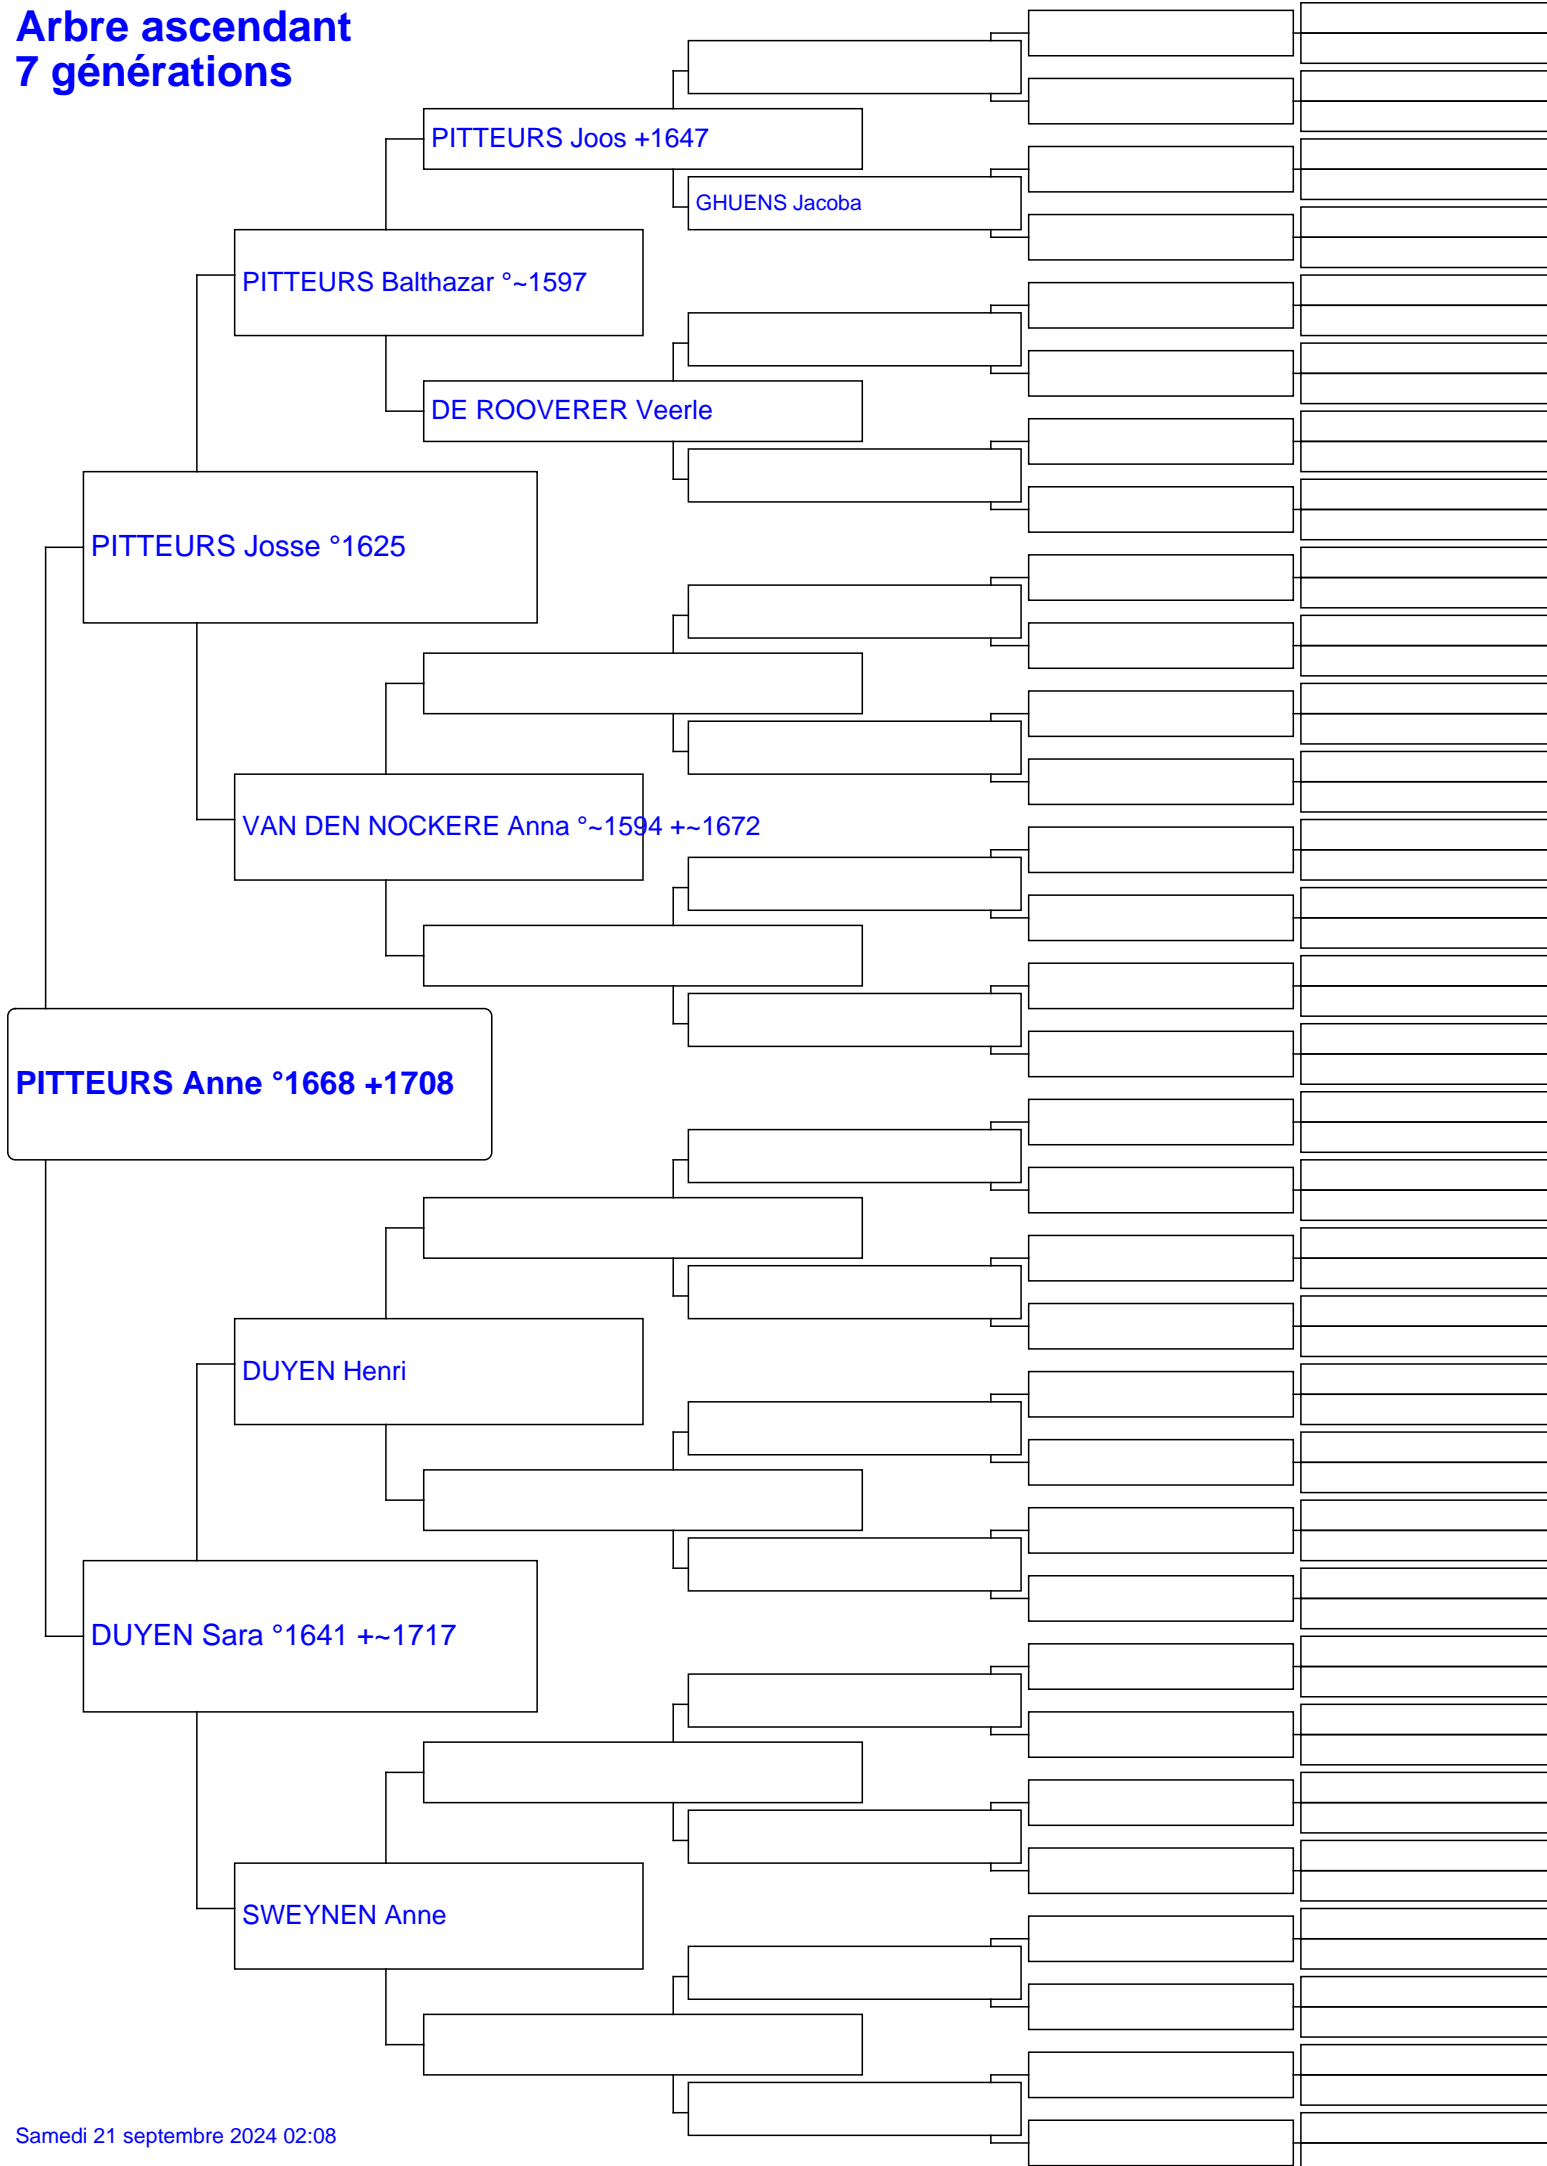 Arbre ascendant
7 générations
PITTEURS Joos +1647
GHUENS Jacoba
PITTEURS Balthazar °~1597
DE ROOVERER Veerle
PITTEURS Josse °1625
VAN DEN NOCKERE Anna °~1594 +~1672
PITTEURS Anne °1668 +1708
DUYEN Henri
DUYEN Sara °1641 +~1717
SWEYNEN Anne
Samedi 21 septembre 2024 02:08